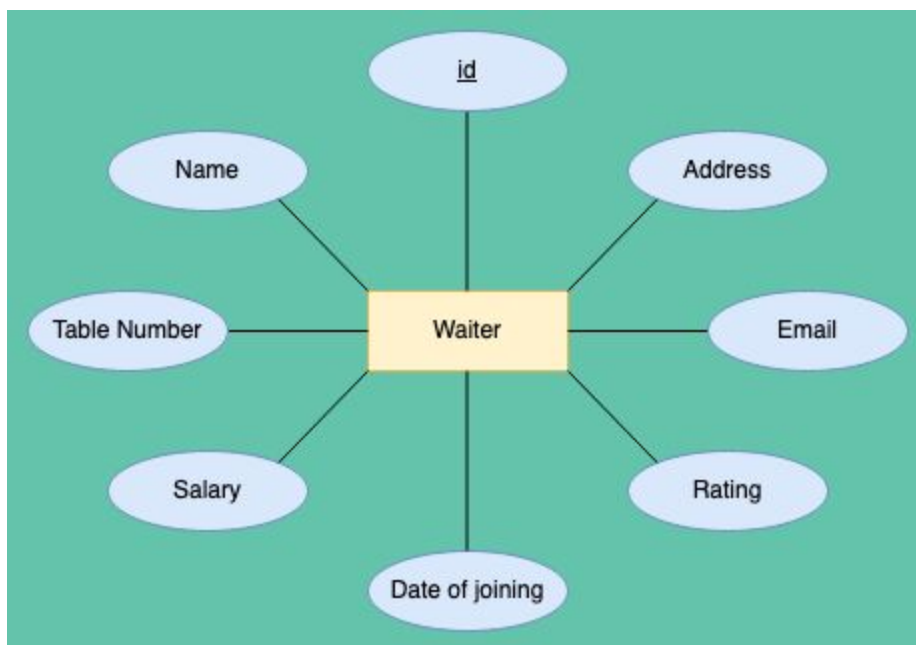 id
Name
Address
Table Number
Waiter
Email
Salary
Rating
Date of joining